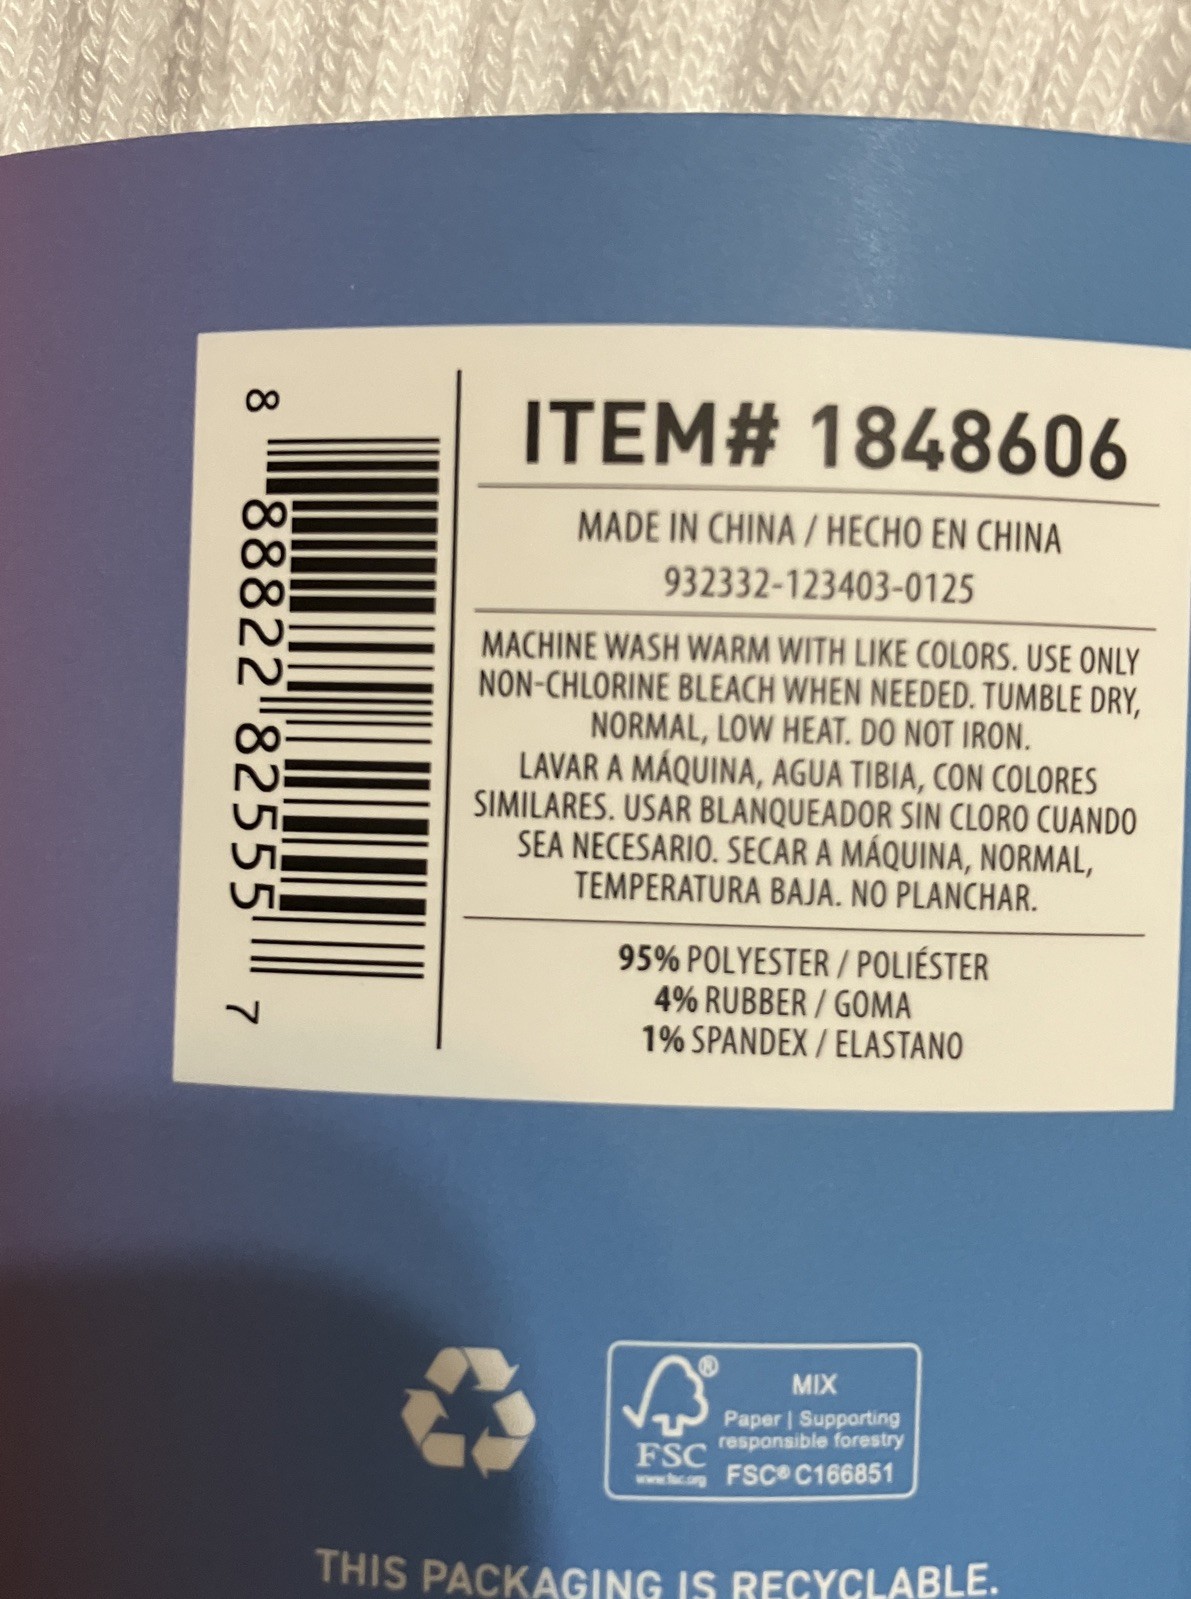 8
88822 82555
7
ITEM# 1848606
MADE IN CHINA / HECHO EN CHINA
932332-123403-0125
MACHINE WASH WARM WITH LIKE COLORS. USE ONLY
NON-CHLORINE BLEACH WHEN NEEDED. TUMBLE DRY,
NORMAL, LOW HEAT. DO NOT IRON.
LAVAR A MÁQUINA, AGUA TIBIA, CON COLORES
SIMILARES. USAR BLANQUEADOR SIN CLORO CUANDO
SEA NECESARIO. SECAR A MÁQUINA, NORMAL,
TEMPERATURA BAJA. NO PLANCHAR.
95% POLYESTER / POLIÉSTER
4% RUBBER / GOMA
1% SPANDEX / ELASTANO
®
FSC
www.fsc.org
MIX
Paper | Supporting
responsible forestry
FSC® C166851
THIS PACKAGING IS RECYCLABLE.